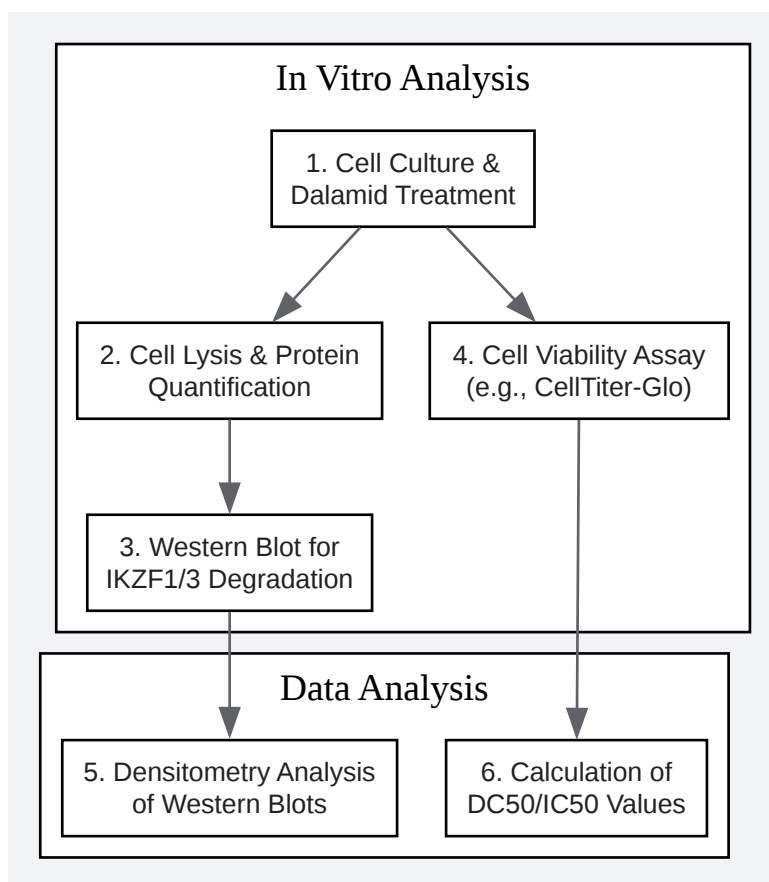 In Vitro Analysis
1. Cell Culture &
Dalamid Treatment
2. Cell Lysis & Protein
Quantification
4. Cell Viability Assay
(e.g., CellTiter-Glo)
3. Western Blot for
IKZF1/3 Degradation
Data Analysis
5. Densitometry Analysis
of Western Blots
6. Calculation of
DC50/IC50 Values